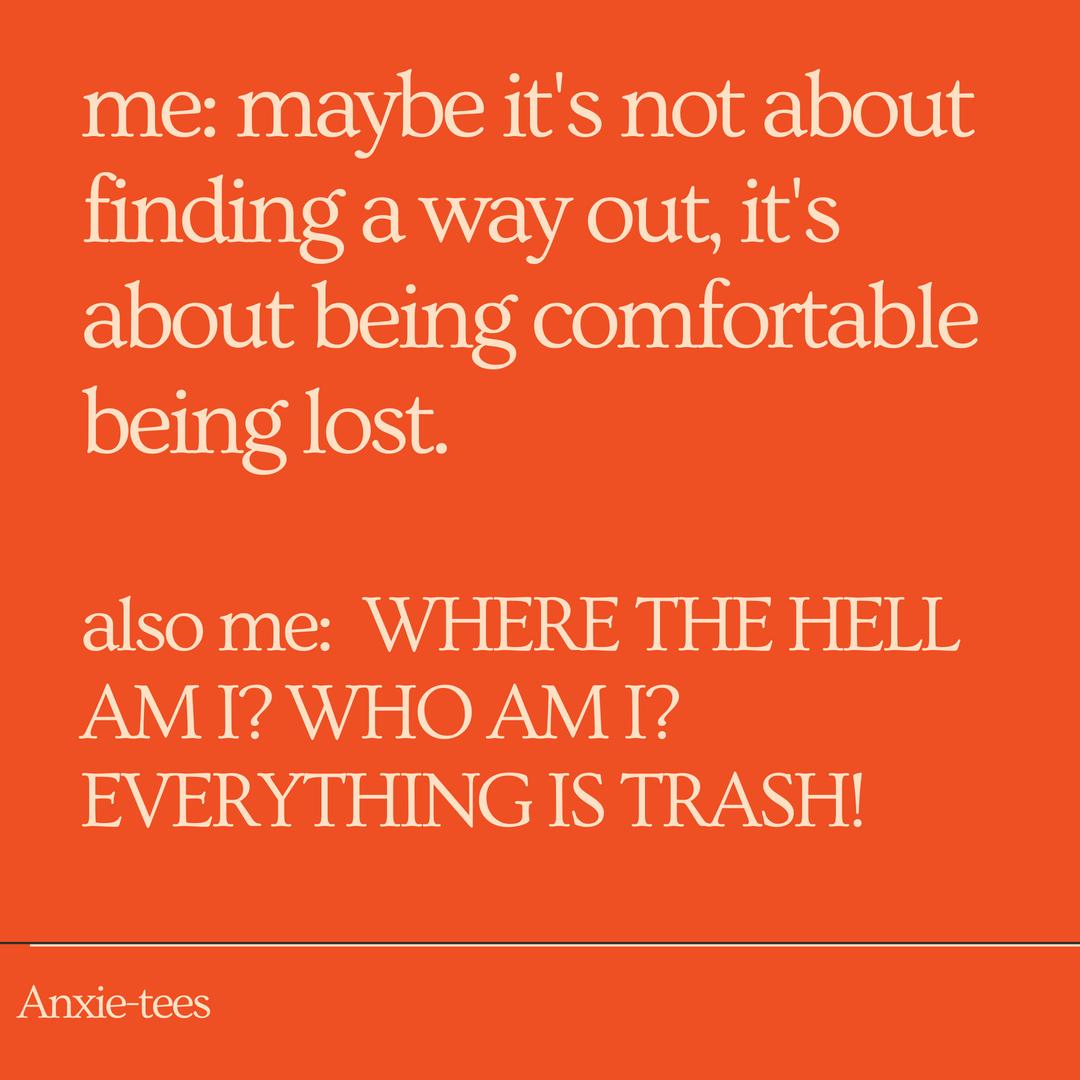 me: maybe it's not about
finding a way out, it's
about being comfortable
being lost.
also me: WHERE THE HELL
AM I? WHO AM I?
EVERYTHING IS TRASH!
Anxie-tees